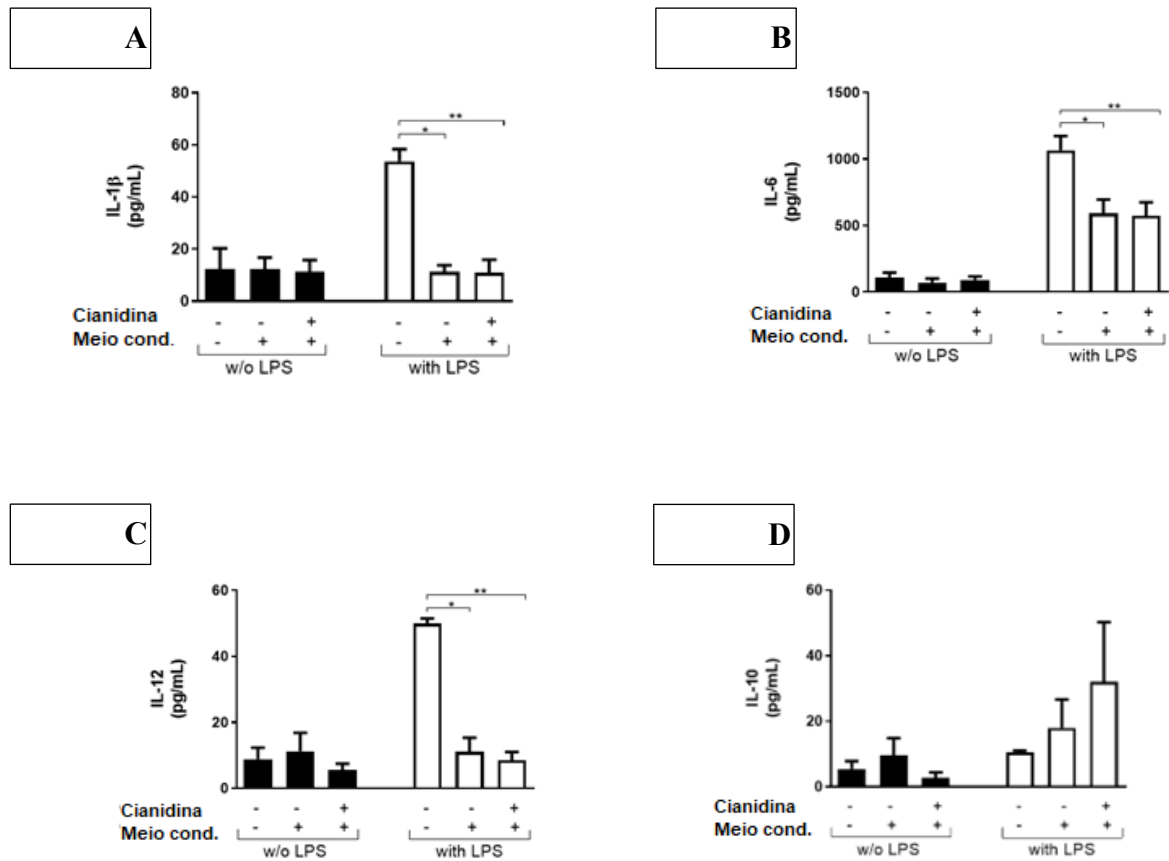 A
80
60
40
20
0
IL-1β
(pg/mL)
* **
Cianidina - - + - - +
Meio cond. - + + - + +
w/o LPS with LPS
B
1500
1000
500
0
IL-6
(pg/mL)
* **
Cianidina - - + - - +
Meio cond. - + + - + +
w/o LPS with LPS
C
60
40
20
0
IL-12
(pg/mL)
* **
Cianidina - - + - - +
Meio cond. - + + - + +
w/o LPS with LPS
D
60
40
20
0
IL-10
(pg/mL)
Cianidina - - + - - +
Meio cond. - + + - + +
w/o LPS with LPS